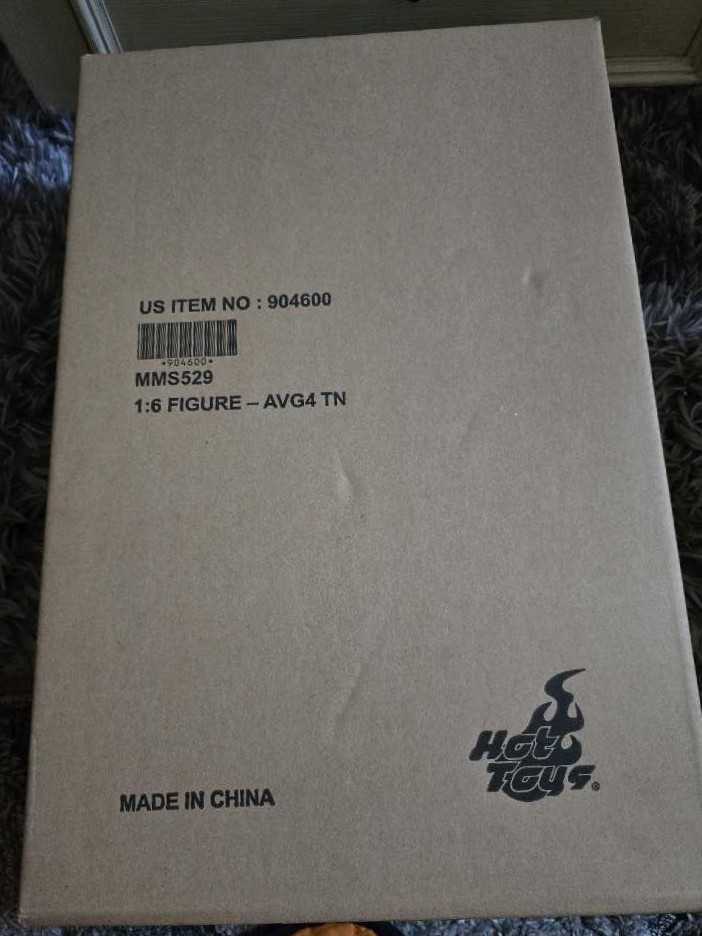 US ITEM NO : 904600
*904600*
MMS529
1:6 FIGURE – AVG4 TN
Hot
Toys®
MADE IN CHINA